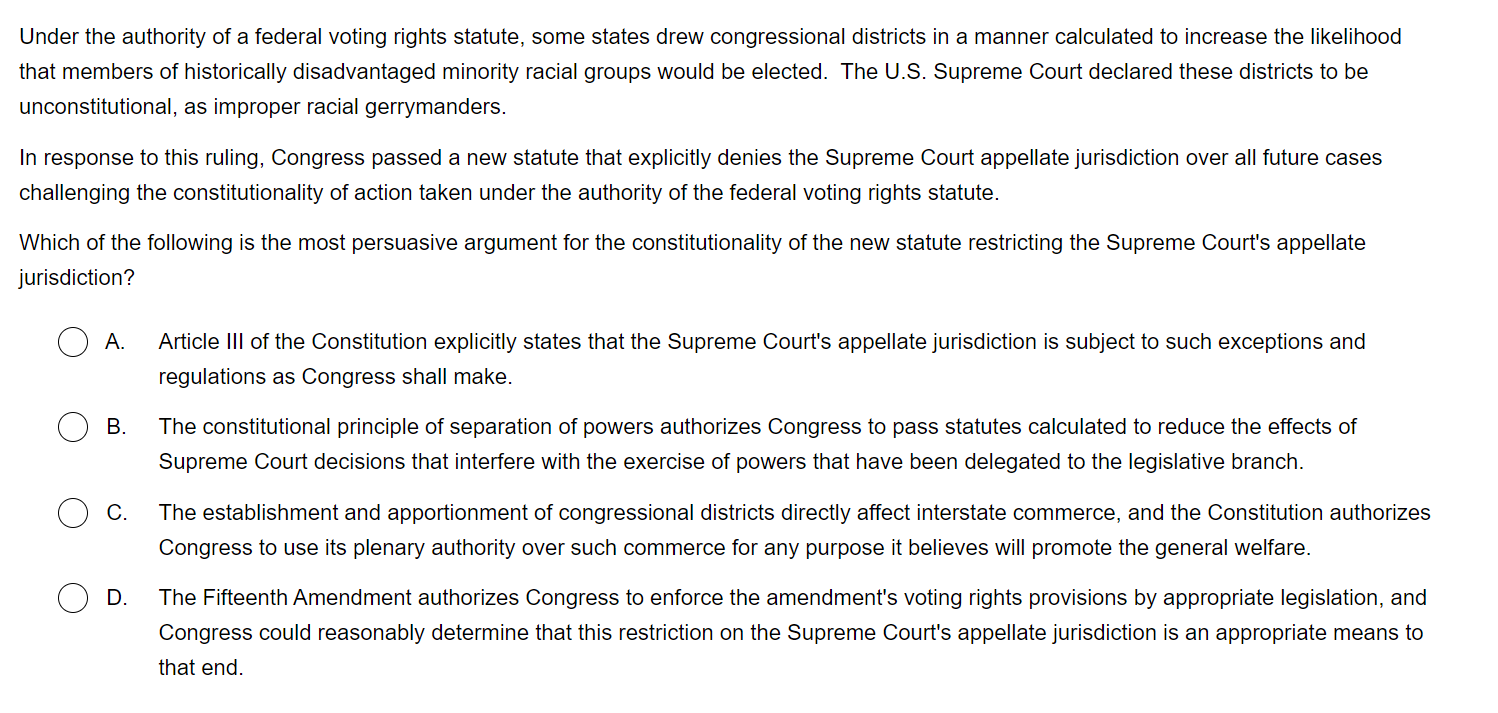 Under the authority of a federal voting rights statute, some states drew congressional districts in a manner calculated to increase the likelihood
that members of historically disadvantaged minority racial groups would be elected.  The U.S. Supreme Court declared these districts to be
unconstitutional, as improper racial gerrymanders.
In response to this ruling, Congress passed a new statute that explicitly denies the Supreme Court appellate jurisdiction over all future cases
challenging the constitutionality of action taken under the authority of the federal voting rights statute.
Which of the following is the most persuasive argument for the constitutionality of the new statute restricting the Supreme Court's appellate
jurisdiction?
A. Article III of the Constitution explicitly states that the Supreme Court's appellate jurisdiction is subject to such exceptions and
regulations as Congress shall make.
B. The constitutional principle of separation of powers authorizes Congress to pass statutes calculated to reduce the effects of
Supreme Court decisions that interfere with the exercise of powers that have been delegated to the legislative branch.
C. The establishment and apportionment of congressional districts directly affect interstate commerce, and the Constitution authorizes
Congress to use its plenary authority over such commerce for any purpose it believes will promote the general welfare.
D. The Fifteenth Amendment authorizes Congress to enforce the amendment's voting rights provisions by appropriate legislation, and
Congress could reasonably determine that this restriction on the Supreme Court's appellate jurisdiction is an appropriate means to
that end.